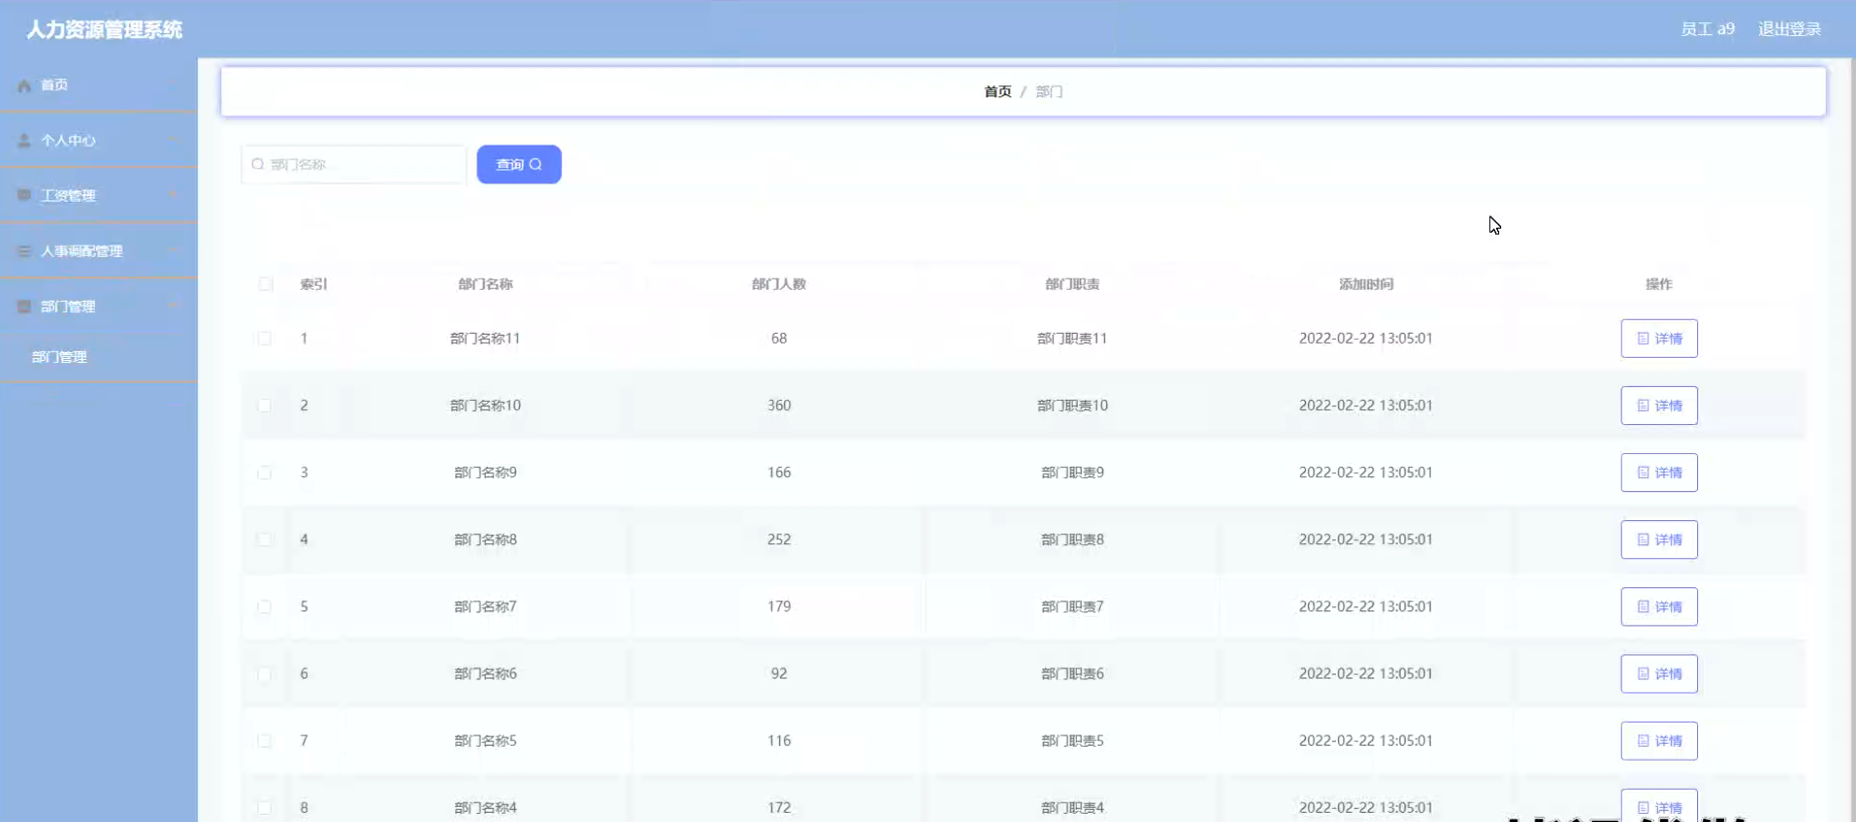 人力资源管理系统
员工 a9 退出登录
首页
个人中心
工资管理
人事调配管理
部门管理
部门管理
首页 / 部门
部门名称 查询
索引 部门名称 部门人数 部门职责 添加时间 操作
1 部门名称11 68 部门职责11 2022-02-22 13:05:01 详情
2 部门名称10 360 部门职责10 2022-02-22 13:05:01 详情
3 部门名称9 166 部门职责9 2022-02-22 13:05:01 详情
4 部门名称8 252 部门职责8 2022-02-22 13:05:01 详情
5 部门名称7 179 部门职责7 2022-02-22 13:05:01 详情
6 部门名称6 92 部门职责6 2022-02-22 13:05:01 详情
7 部门名称5 116 部门职责5 2022-02-22 13:05:01 详情
8 部门名称4 172 部门职责4 2022-02-22 13:05:01 详情